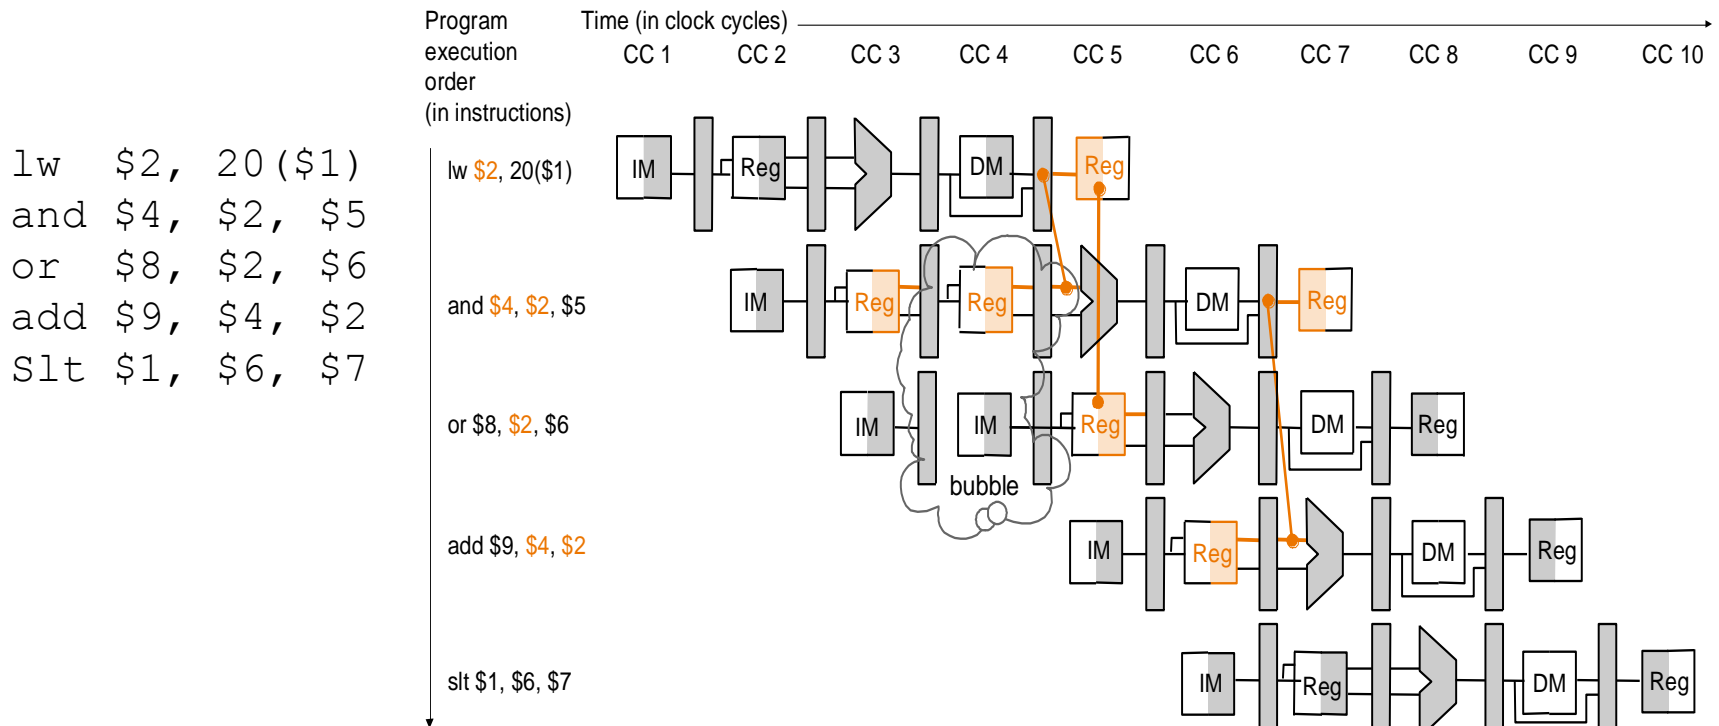 Program
execution
order
(in instructions)
Time (in clock cycles)
CC 1 CC 2 CC 3 CC 4 CC 5 CC 6 CC 7 CC 8 CC 9 CC 10
lw $2, 20($1)
and $4, $2, $5
or $8, $2, $6
add $9, $4, $2
Slt $1, $6, $7
lw $2, 20($1) IM Reg DM Reg
and $4, $2, $5 IM Reg Reg DM Reg
or $8, $2, $6 IM IM Reg DM Reg
bubble
add $9, $4, $2 IM Reg DM Reg
slt $1, $6, $7 IM Reg DM Reg